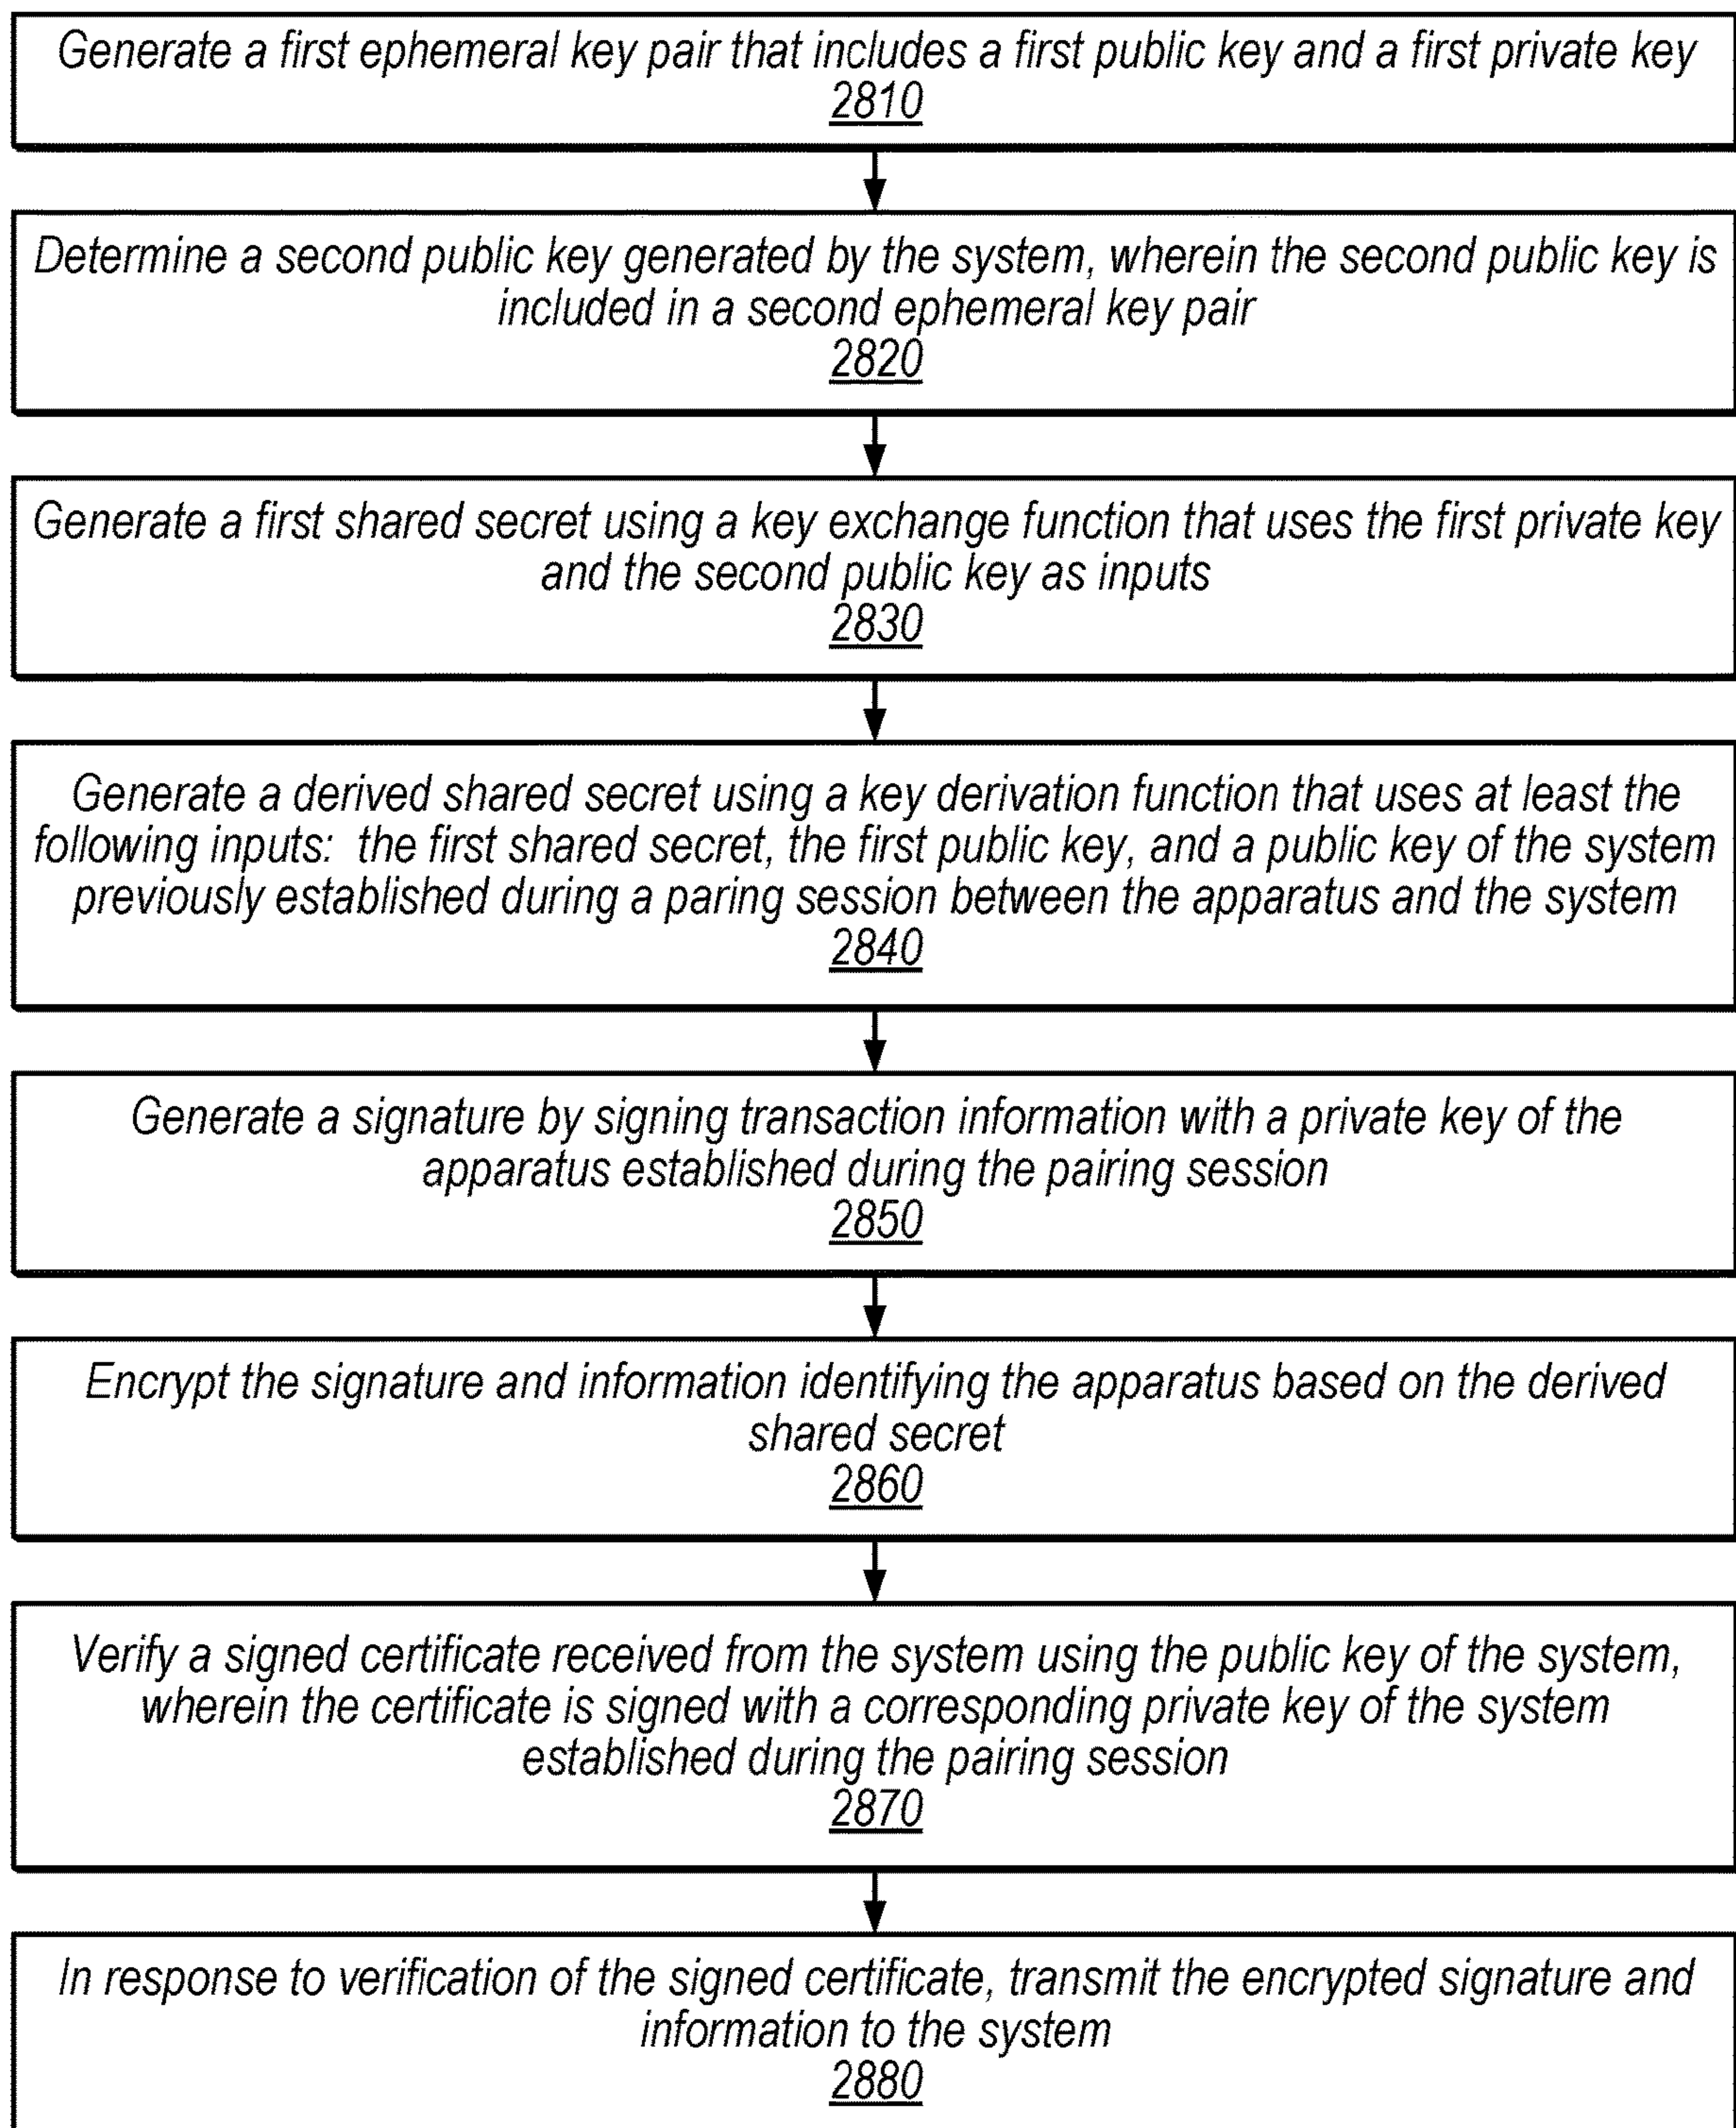 Generate a first ephemeral key pair that includes a first public key and a first private key
2810
Determine a second public key generated by the system, wherein the second public key is
included in a second ephemeral key pair
2820
Generate a first shared secret using a key exchange function that uses the first private key
and the second public key as inputs
2830
Generate a derived shared secret using a key derivation function that uses at least the
following inputs: the first shared secret, the first public key, and a public key of the system
previously established during a paring session between the apparatus and the system
2840
Generate a signature by signing transaction information with a private key of the
apparatus established during the pairing session
2850
Encrypt the signature and information identifying the apparatus based on the derived
shared secret
2860
Verify a signed certificate received from the system using the public key of the system,
wherein the certificate is signed with a corresponding private key of the system
established during the pairing session
2870
In response to verification of the signed certificate, transmit the encrypted signature and
information to the system
2880